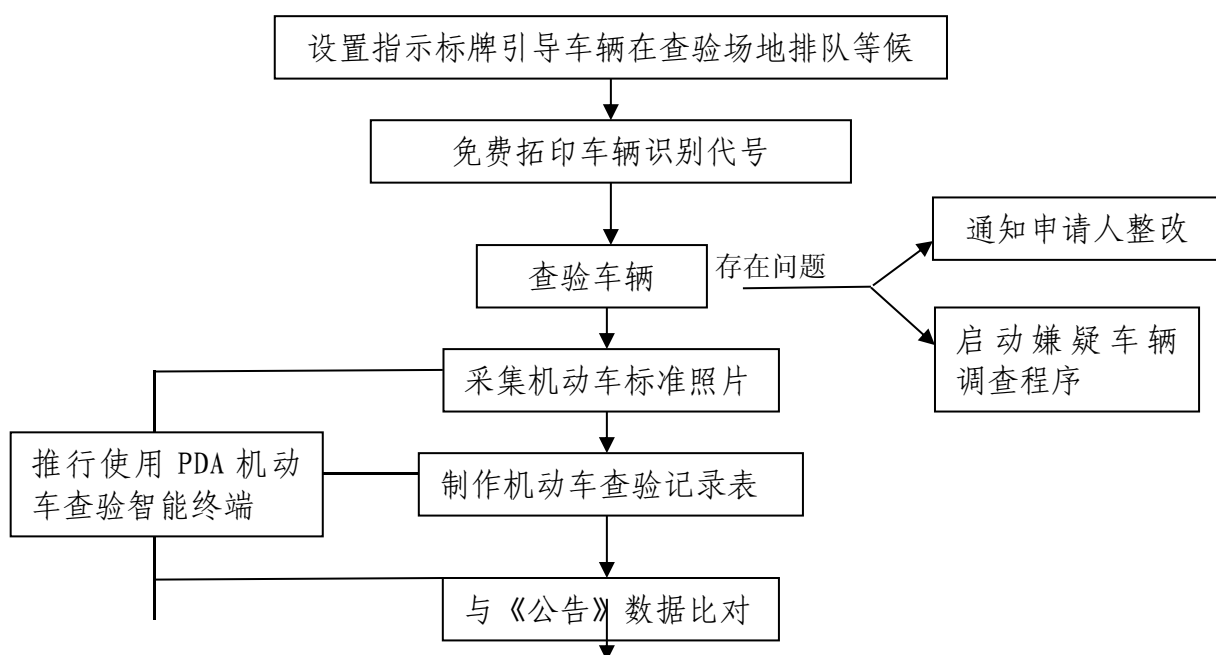 设置指示标牌引导车辆在查验场地排队等候
免费拓印车辆识别代号
通知申请人整改
存在问题
查验车辆
启动嫌疑车辆
调查程序
采集机动车标准照片
推行使用 PDA 机动
车查验智能终端
制作机动车查验记录表
与《公告》数据比对